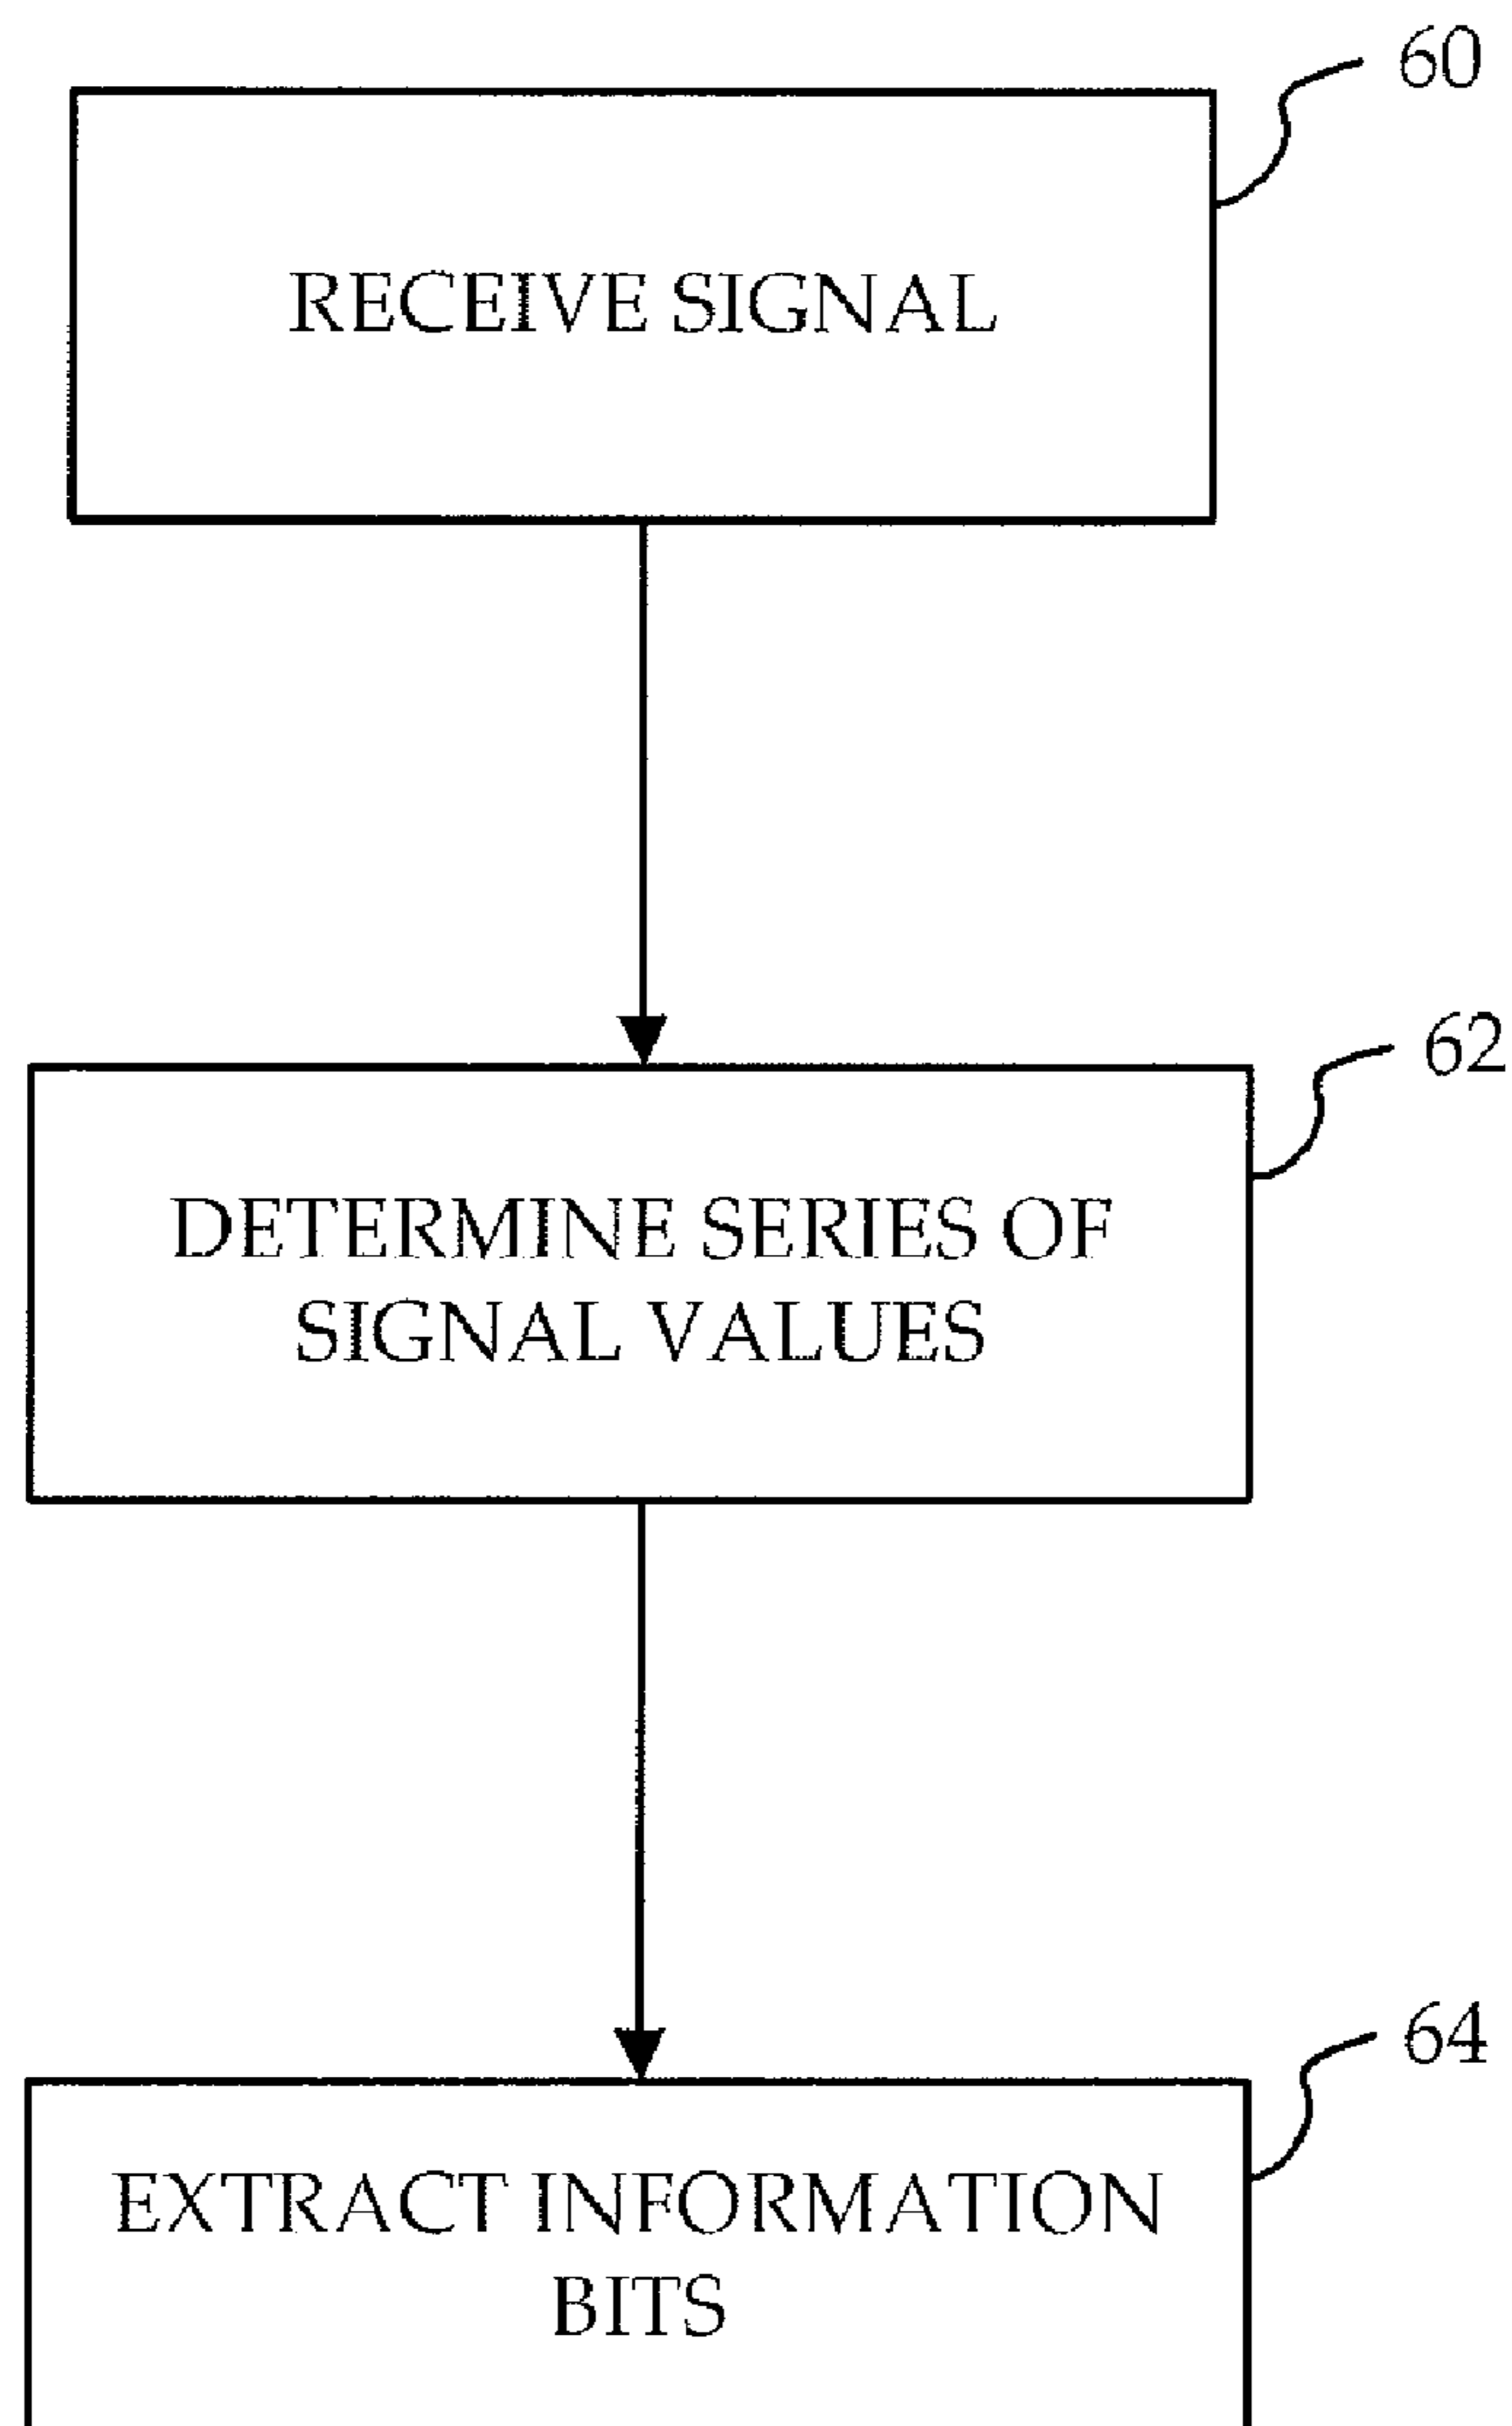 60
RECEIVE SIGNAL
62
DETERMINE SERIES OF
SIGNAL VALUES
64
EXTRACT INFORMATION
BITS